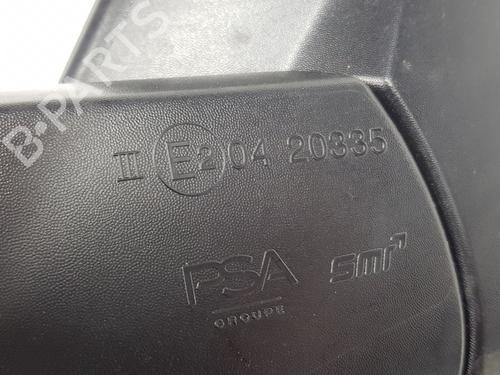 B-PARTS
II E2 04 20335
PSA smr
GROUPE